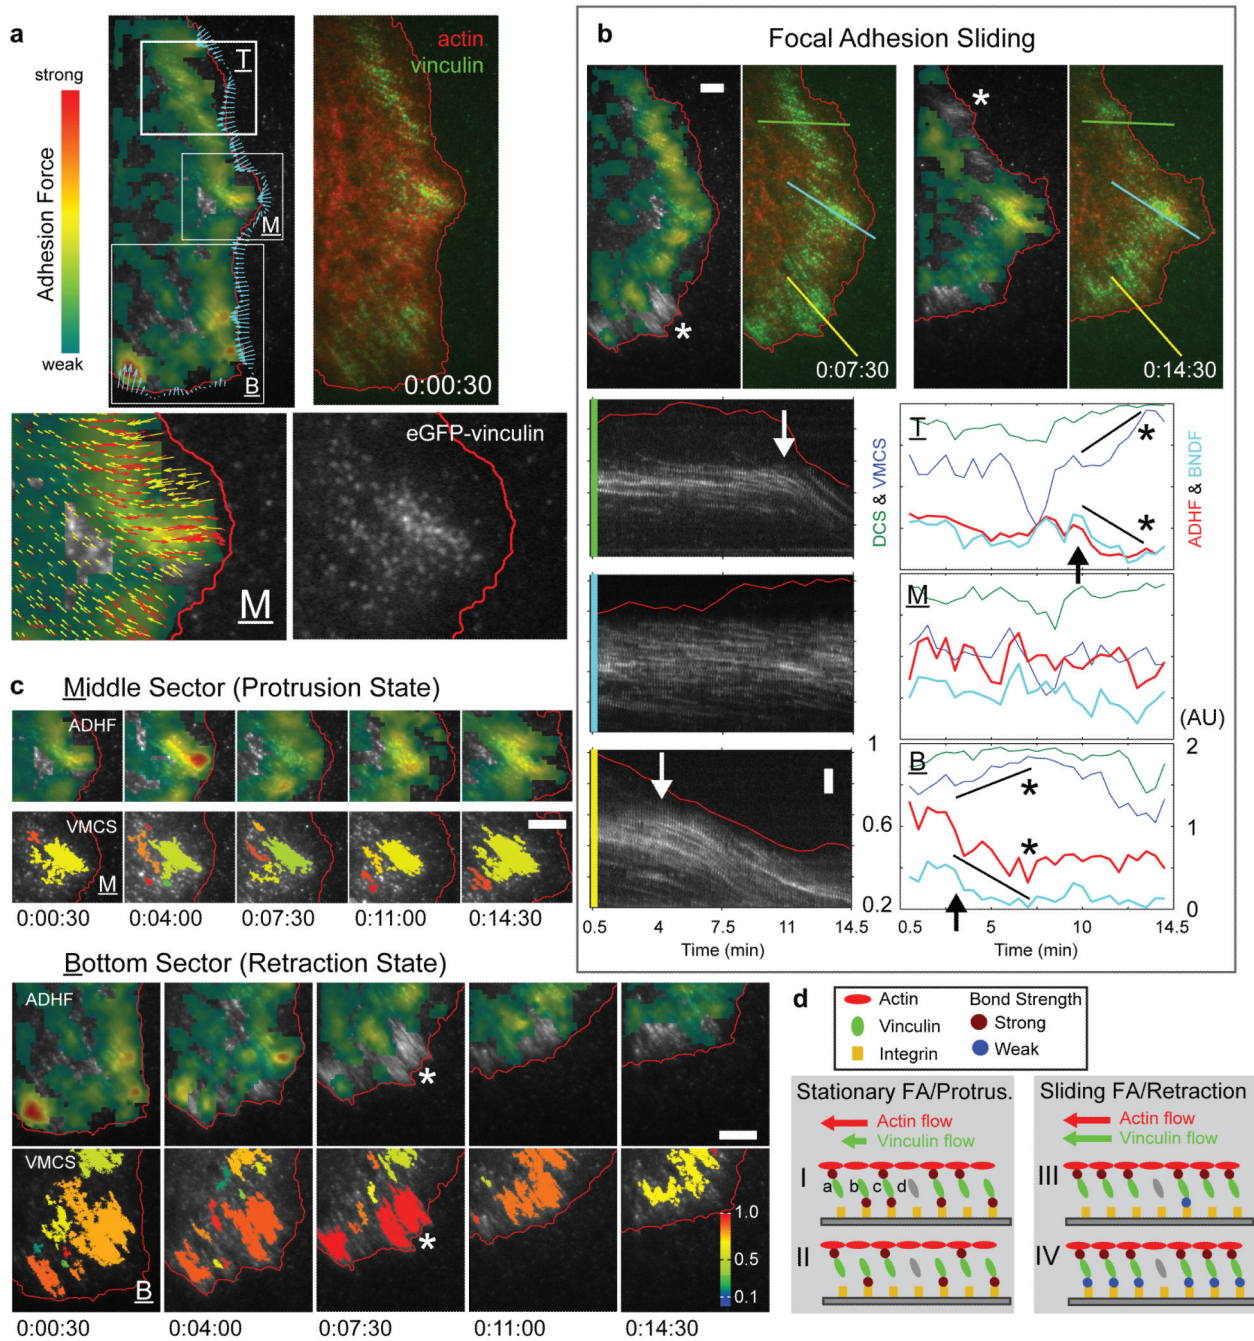 a
strong
Adhesion Force
weak
T
M
B
actin
vinculin
0:00:30
M
eGFP-vinculin
b
Focal Adhesion Sliding
*
0:07:30
*
0:14:30
DCS & VMCS
T
*
*
ADHF & BNDF
M
(AU)
B
*
*
1
0.6
0.2
2
1
0
0.5
4
7.5
11
14.5
Time (min)
0.5
5
10
14.5
Time (min)
c
Middle Sector (Protrusion State)
ADHF
VMCS
M
0:00:30
0:04:00
0:07:30
0:11:00
0:14:30
Bottom Sector (Retraction State)
ADHF
*
VMCS
B
*
1.0
0.5
0.1
0:00:30
0:04:00
0:07:30
0:11:00
0:14:30
d
Actin
Vinculin
Integrin
Bond Strength
Strong
Weak
Stationary FA/Protrus.
Actin flow
Vinculin flow
I
a
b
c
d
II
Sliding FA/Retraction
Actin flow
Vinculin flow
III
IV